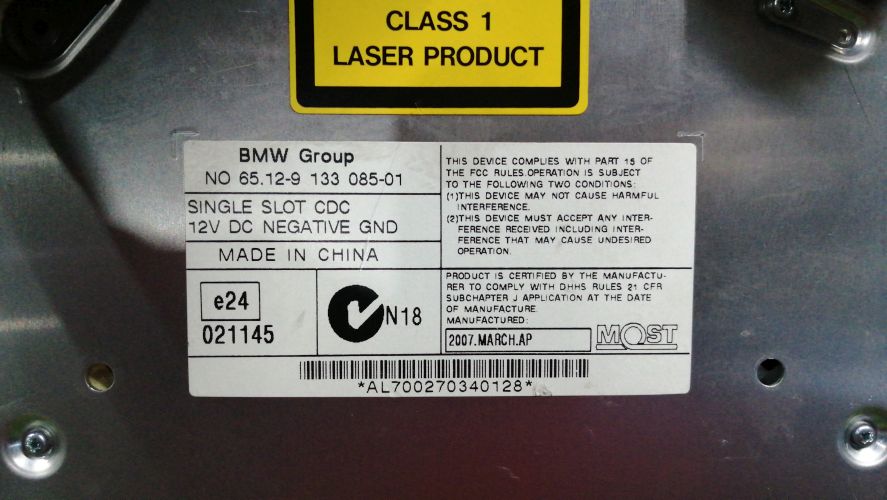 CLASS 1
LASER PRODUCT
BMW Group
NO 65.12-9 133 085-01
SINGLE SLOT CDC
12V DC NEGATIVE GND
MADE IN CHINA
e24
021145
N18
THIS DEVICE COMPLIES WITH PART 15 OF
THE FCC RULES.OPERATION IS SUBJECT
TO THE FOLLOWING TWO CONDITIONS:
(1)THIS DEVICE MAY NOT CAUSE HARMFUL
INTERFERENCE.
(2)THIS DEVICE MUST ACCEPT ANY INTER-
FERENCE RECEIVED INCLUDING INTER-
FERENCE THAT MAY CAUSE UNDESIRED
OPERATION.
PRODUCT IS CERTIFIED BY THE MANUFACTU-
RER TO COMPLY WITH DHHS RULES 21 CFR
SUBCHAPTER J APPLICATION AT THE DATE
OF MANUFACTURE.
MANUFACTURED:
2007.MARCH.AP
MOST
*AL700270340128*